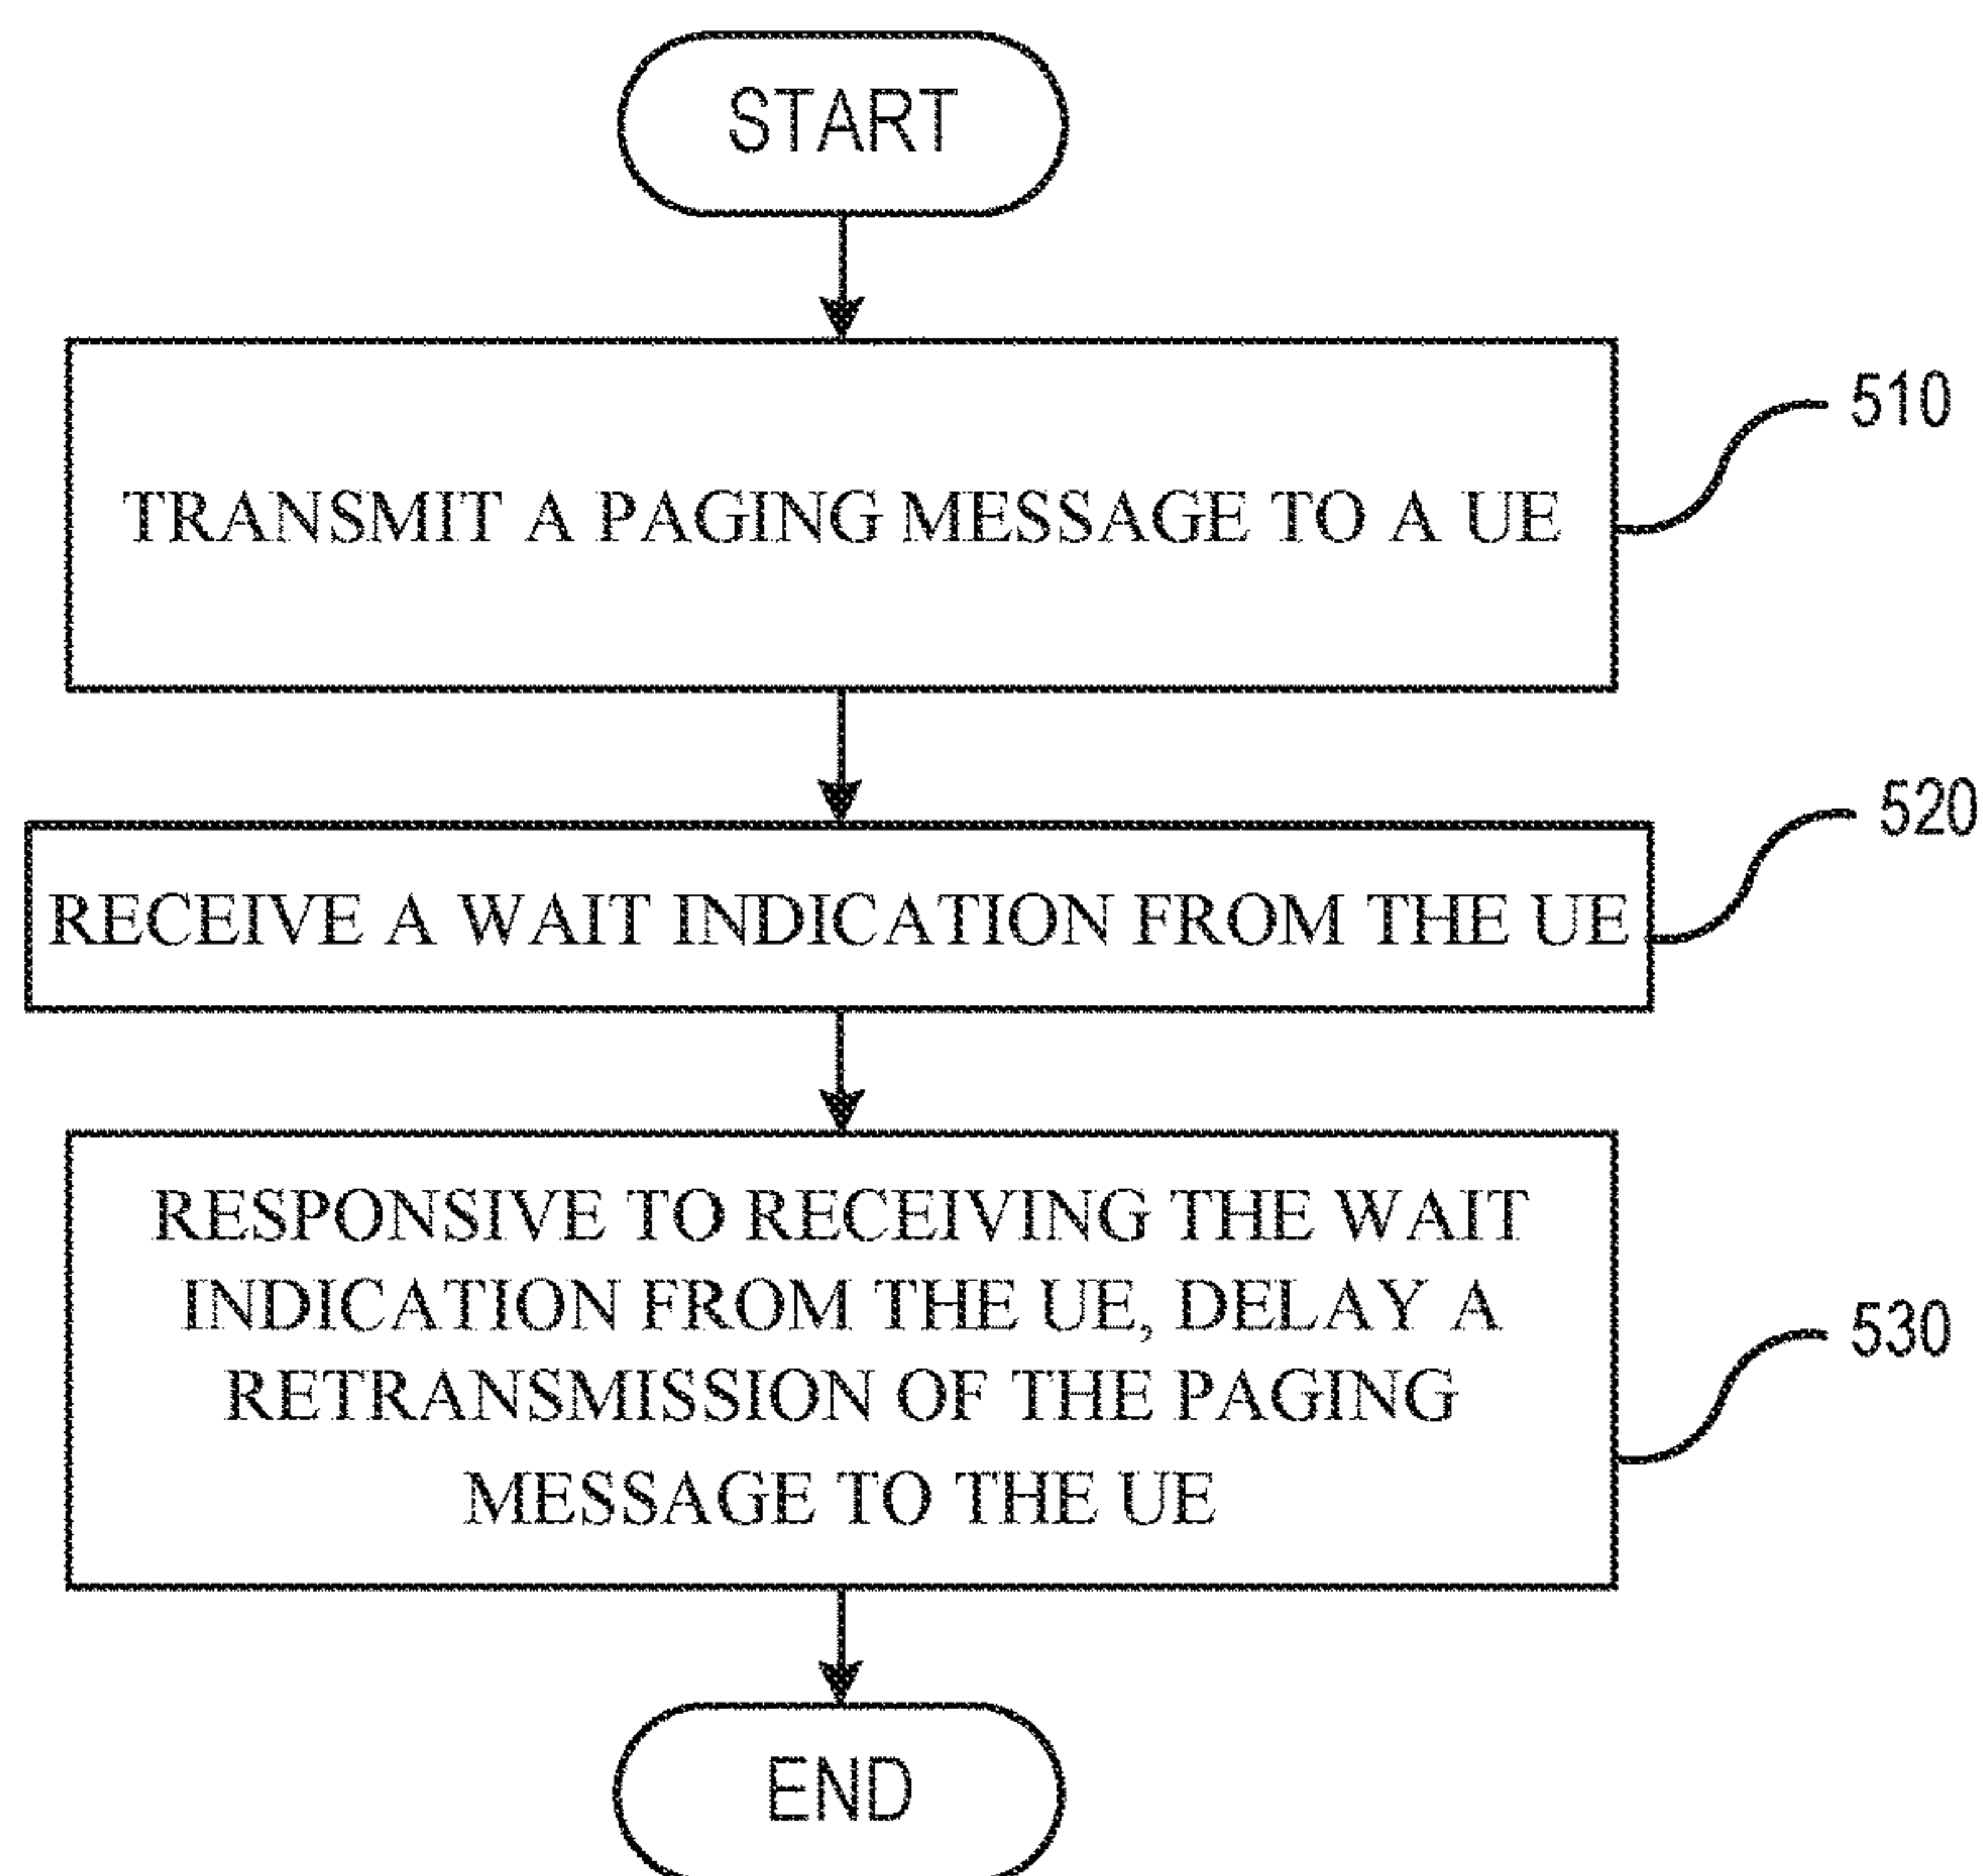 START
510
TRANSMIT A PAGING MESSAGE TO A UE
520
RECEIVE A WAIT INDICATION FROM THE UE
RESPONSIVE TO RECEIVING THE WAIT
INDICATION FROM THE UE, DELAY A
530
RETRANSMISSION OF THE PAGING
MESSAGE TO THE UE
END